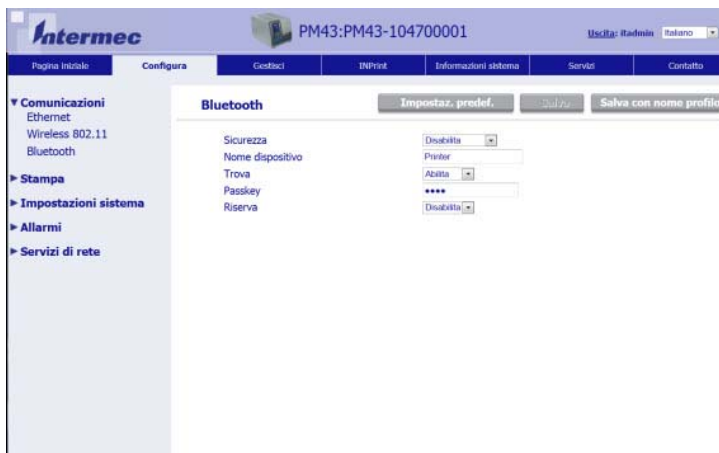 Intermec
PM43:PM43-104700001
Uscita: itadmin
Italiano
Pagina iniziale
Configura
Gestisci
INPrint
Informazioni sistema
Servizi
Contatto
Comunicazioni
Ethernet
Wireless 802.11
Bluetooth
Stampa
Impostazioni sistema
Allarmi
Servizi di rete
Bluetooth
Impostaz. predef.
Salva
Salva con nome profilo
Sicurezza Disabilita
Nome dispositivo Printer
Trova Abilita
Passkey ••••
Riserva Disabilita